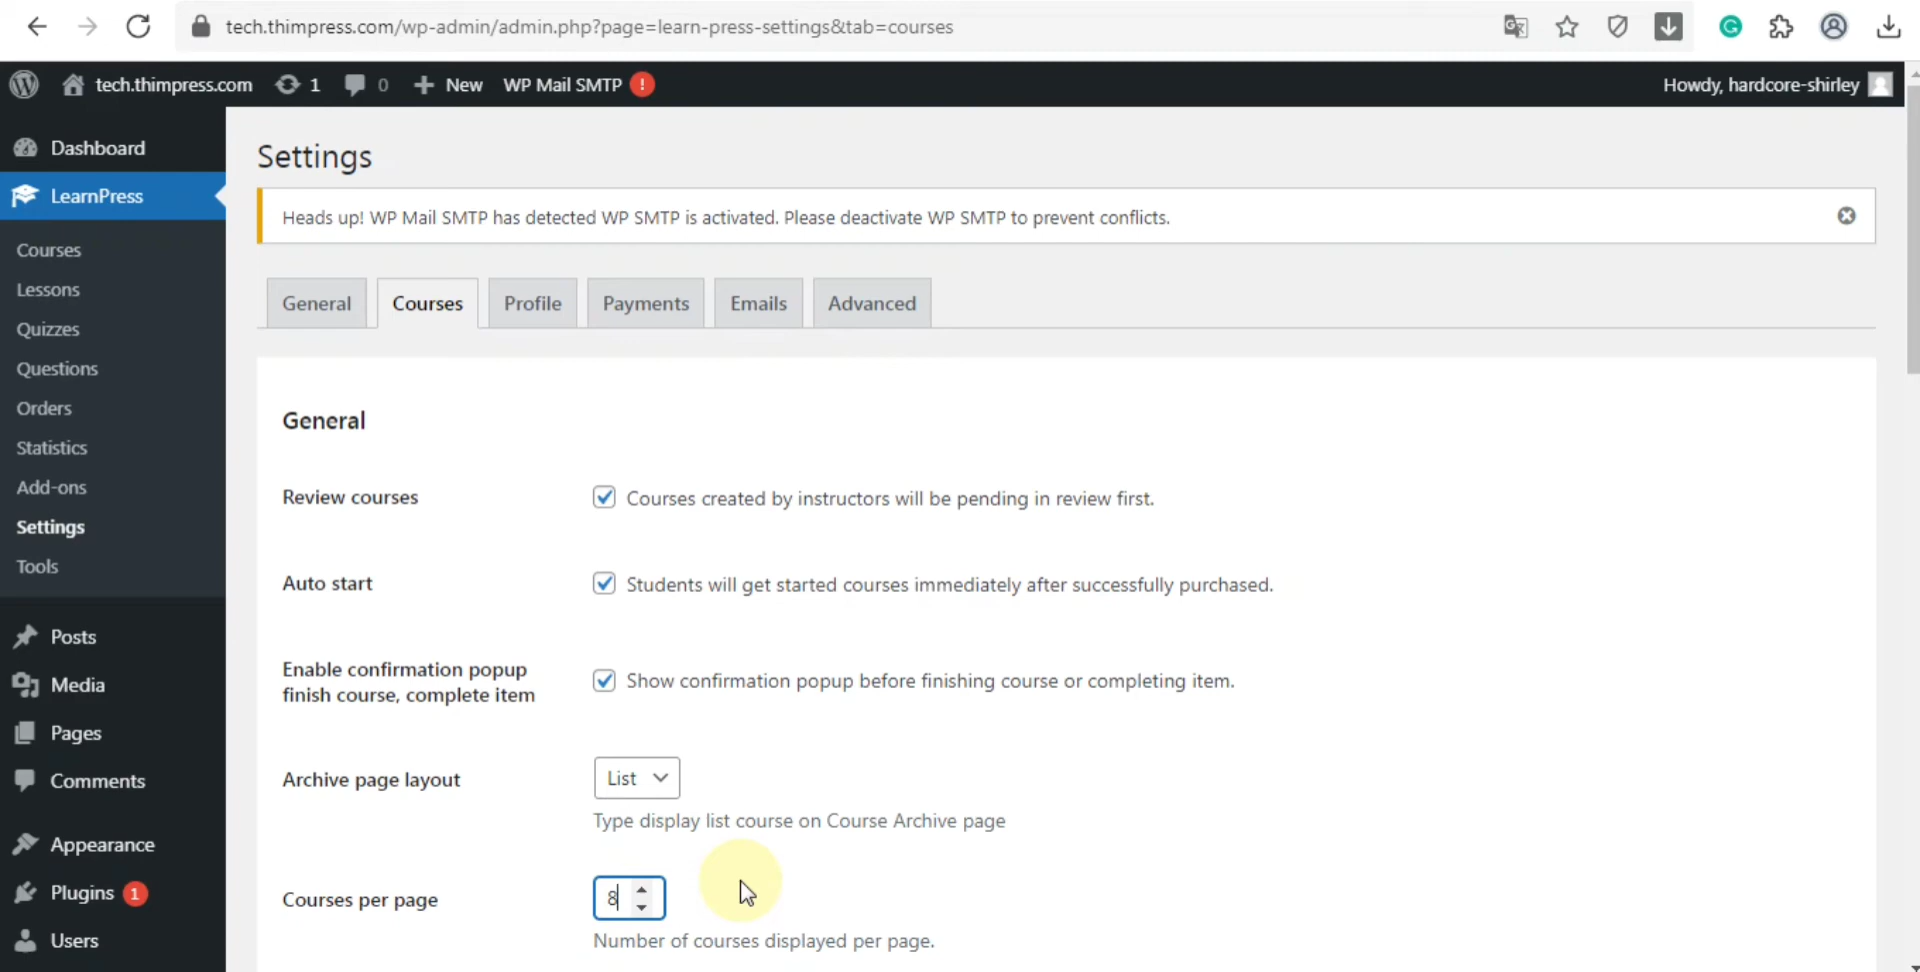 tech.thimpress.com/wp-admin/admin.php?page=learn-press-settings&tab=courses
tech.thimpress.com 1 0 New WP Mail SMTP ! Howdy, hardcore-shirley
Dashboard
LearnPress
Courses
Lessons
Quizzes
Questions
Orders
Statistics
Add-ons
Settings
Tools
Posts
Media
Pages
Comments
Appearance
Plugins 1
Users
Settings
Heads up! WP Mail SMTP has detected WP SMTP is activated. Please deactivate WP SMTP to prevent conflicts.
General Courses Profile Payments Emails Advanced
General
Review courses Courses created by instructors will be pending in review first.
Auto start Students will get started courses immediately after successfully purchased.
Enable confirmation popup
finish course, complete item Show confirmation popup before finishing course or completing item.
Archive page layout List
Type display list course on Course Archive page
Courses per page 8
Number of courses displayed per page.